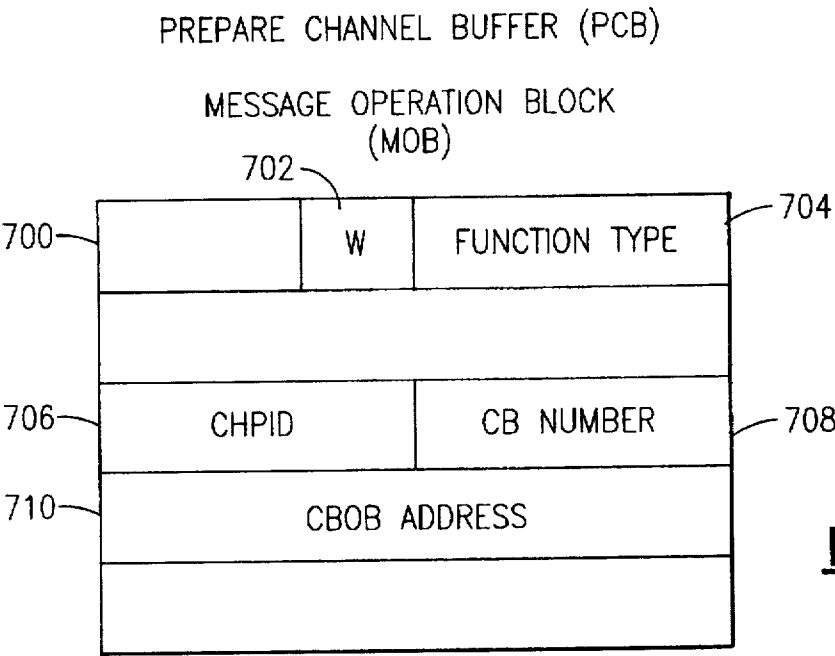 PREPARE CHANNEL BUFFER (PCB)
MESSAGE OPERATION BLOCK
(MOB)
702
700 W FUNCTION TYPE 704
706 CHPID CB NUMBER 708
710 CBOB ADDRESS